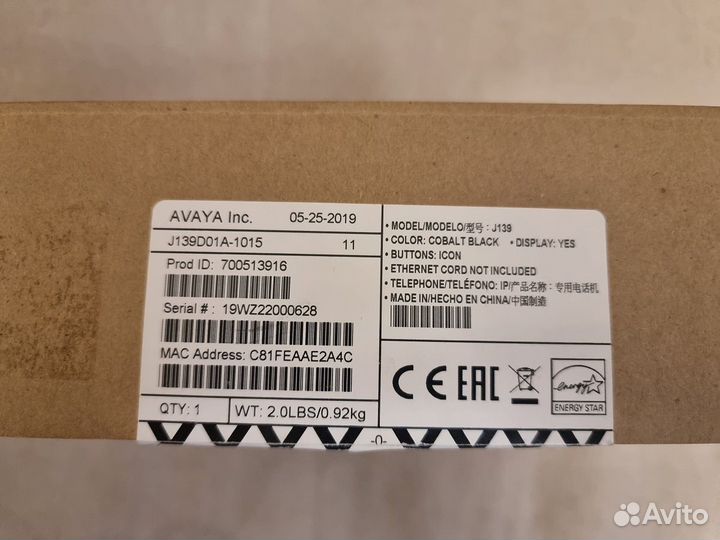 AVAYA Inc. 05-25-2019
J139D01A-1015 11
Prod ID: 700513916
Serial # : 19WZ22000628
MAC Address: C81FEAAE2A4C
QTY: 1 WT: 2.0LBS/0.92kg
• MODEL/MODELO/型号: J139
• COLOR: COBALT BLACK • DISPLAY: YES
• BUTTONS: ICON
• ETHERNET CORD NOT INCLUDED
• TELEPHONE/TELÉFONO: IP/产品名称: 专用电话机
• MADE IN/HECHO EN CHINA/中国制造
CE EAC
energy
ENERGY STAR
-0-
Avito